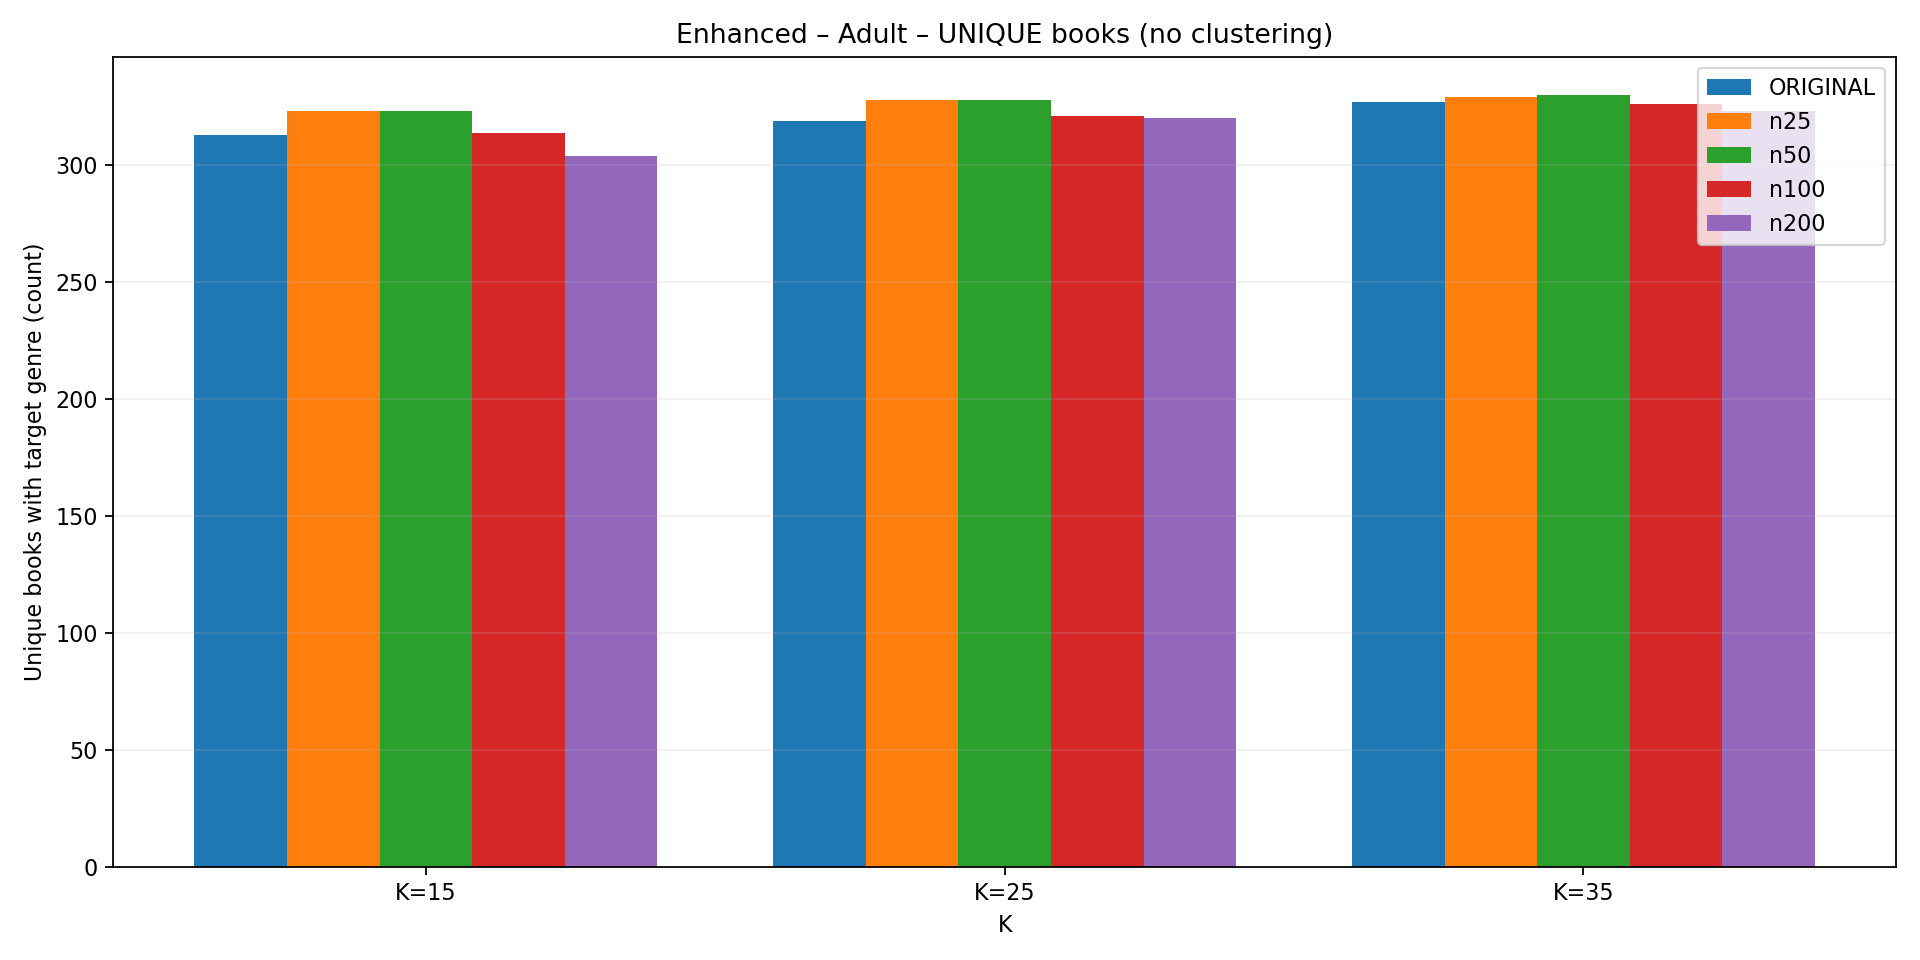 Enhanced – Adult – UNIQUE books (no clustering)
Unique books with target genre (count)
300
250
200
150
100
50
0
ORIGINAL
n25
n50
n100
n200
K=15
K=25
K=35
K